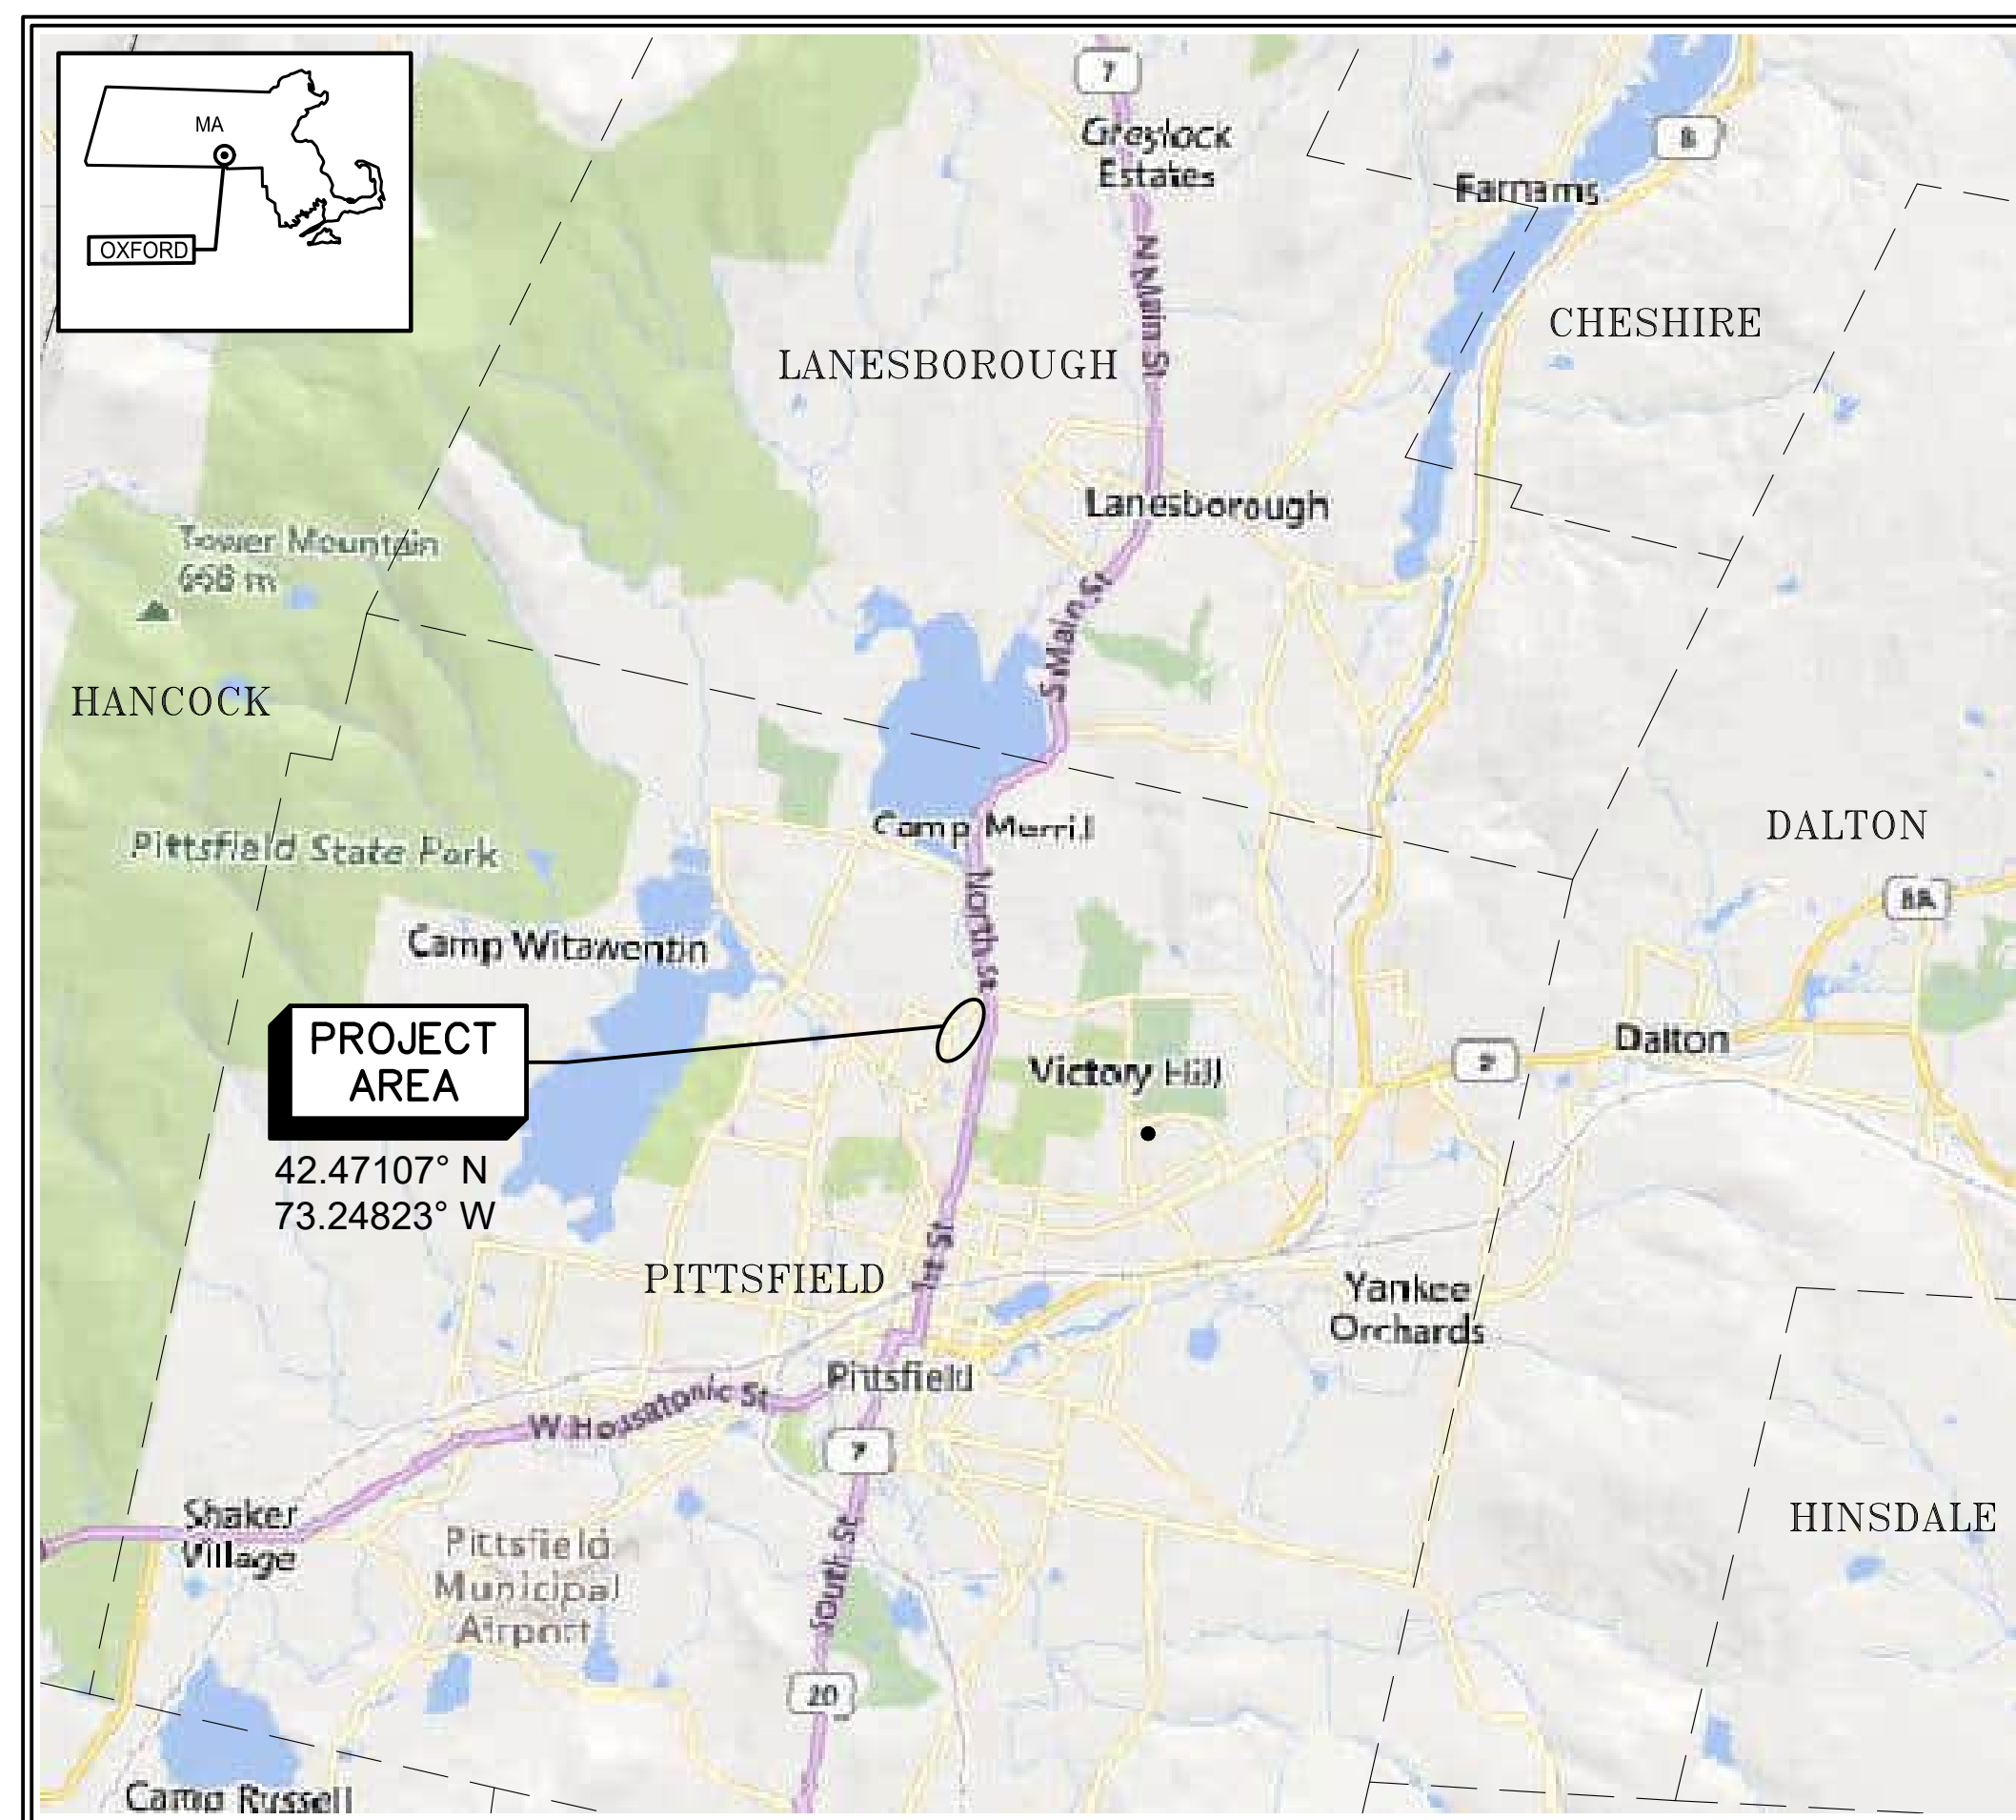 MA
OXFORD
7
Greylock
Estates
8
Farnams
N Main St
CHESHIRE
LANESBOROUGH
Lanesborough
Tower Mountain
668 m
S Main St
HANCOCK
DALTON
Camp Merrill
Pittsfield State Park
8A
North St
Camp Witawentin
PROJECT
AREA
Dalton
9
Victory Hill
42.47107° N
73.24823° W
1st St
PITTSFIELD
Yankee
Orchards
Pittsfield
W Housatonic St
7
Shaker
Village
HINSDALE
Pittsfield
Municipal
Airport
South St
20
Camp Russell